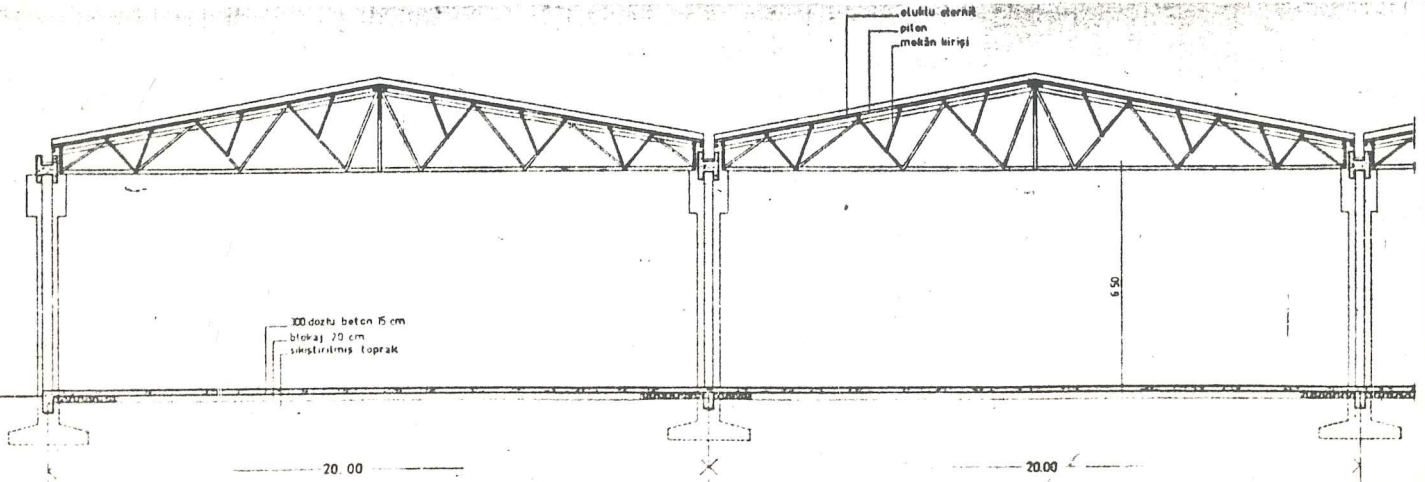 oluklu eternit
piton
mekân kirişi
6.50
300 dozlu beton 15 cm
blokaj 20 cm
sıkıştırılmış toprak
20.00
20.00